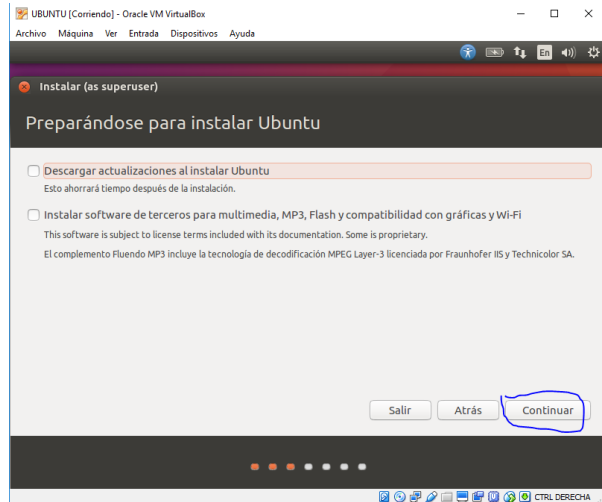 UBUNTU [Corriendo] - Oracle VM VirtualBox
Archivo Máquina Ver Entrada Dispositivos Ayuda
En
Instalar (as superuser)
Preparándose para instalar Ubuntu
Descargar actualizaciones al instalar Ubuntu
Esto ahorrará tiempo después de la instalación.
Instalar software de terceros para multimedia, MP3, Flash y compatibilidad con gráficas y Wi-Fi
This software is subject to license terms included with its documentation. Some is proprietary.
El complemento Fluendo MP3 incluye la tecnología de decodificación MPEG Layer-3 licenciada por Fraunhofer IIS y Technicolor SA.
Salir Atrás Continuar
CTRL DERECHA